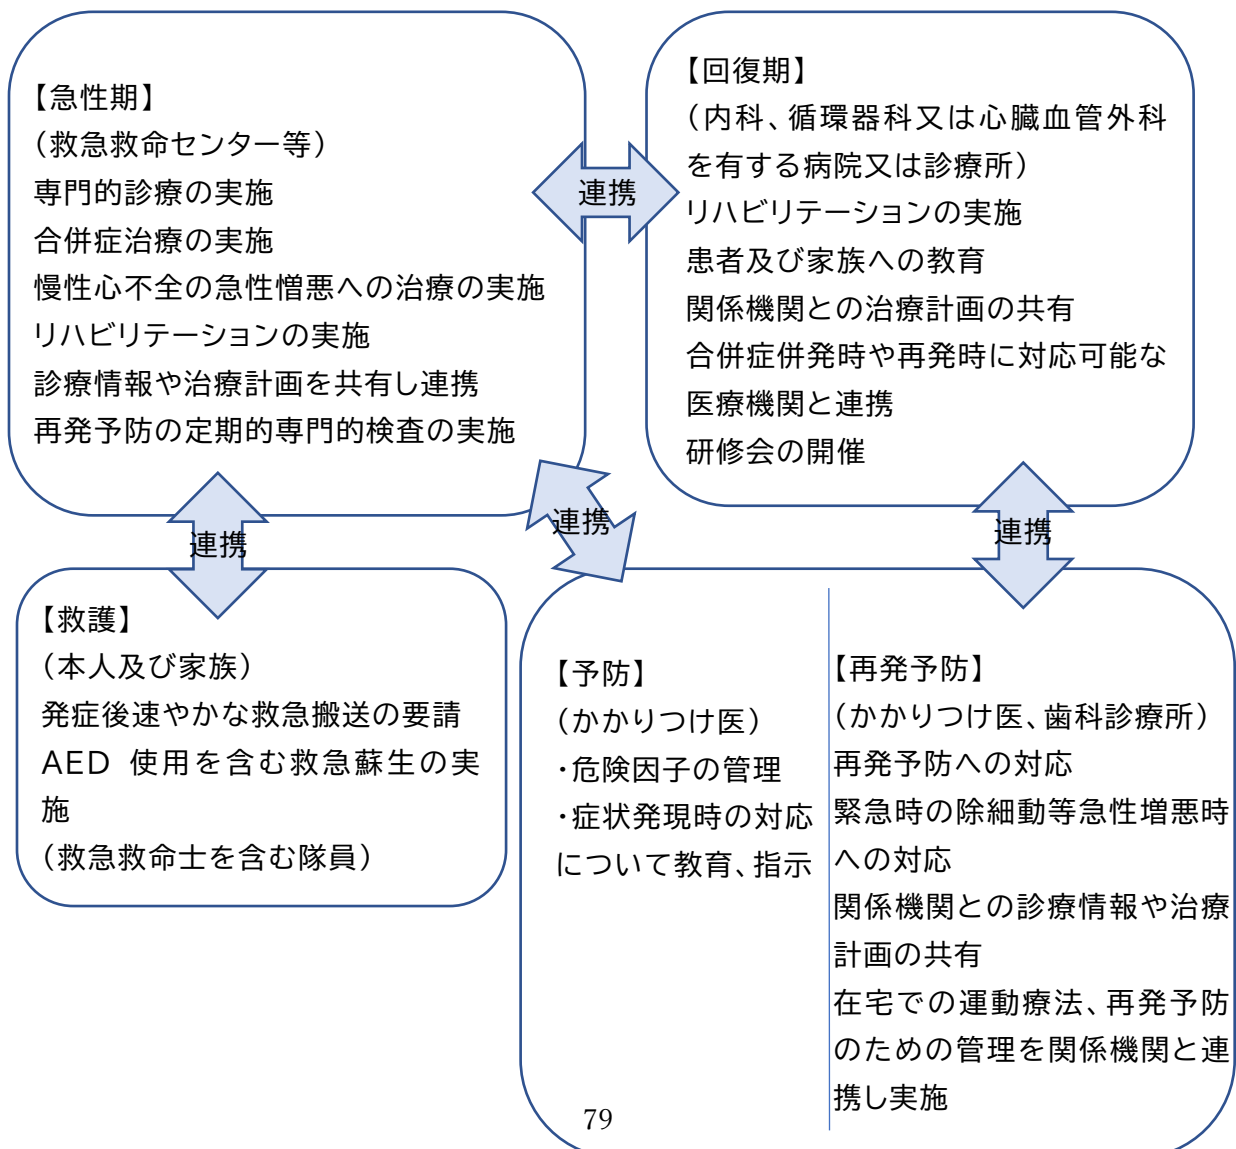 【急性期】
（救急救命センター等）
専門的診療の実施
合併症治療の実施
慢性心不全の急性憎悪への治療の実施
リハビリテーションの実施
診療情報や治療計画を共有し連携
再発予防の定期的専門的検査の実施
連携
【回復期】
（内科、循環器科又は心臓血管外科
を有する病院又は診療所）
リハビリテーションの実施
患者及び家族への教育
関係機関との治療計画の共有
合併症併発時や再発時に対応可能な
医療機関と連携
研修会の開催
連携
連携
連携
【救護】
（本人及び家族）
発症後速やかな救急搬送の要請
AED 使用を含む救急蘇生の実
施
（救急救命士を含む隊員）
【予防】
（かかりつけ医）
・危険因子の管理
・症状発現時の対応
について教育、指示
【再発予防】
（かかりつけ医、歯科診療所）
再発予防への対応
緊急時の除細動等急性増悪時
への対応
関係機関との診療情報や治療
計画の共有
在宅での運動療法、再発予防
のための管理を関係機関と連
携し実施
79